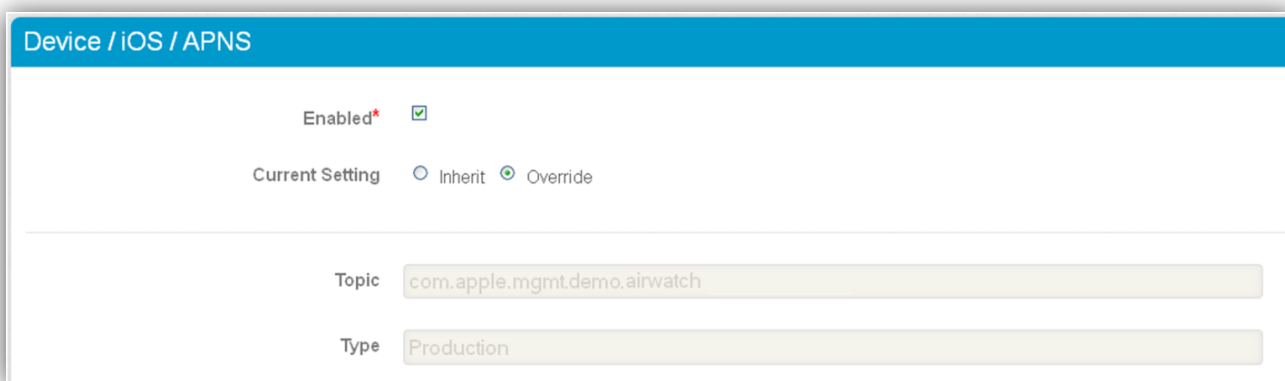 Device / iOS / APNS
Enabled*
Current Setting Inherit Override
Topic com.apple.mgmt.demo.airwatch
Type Production